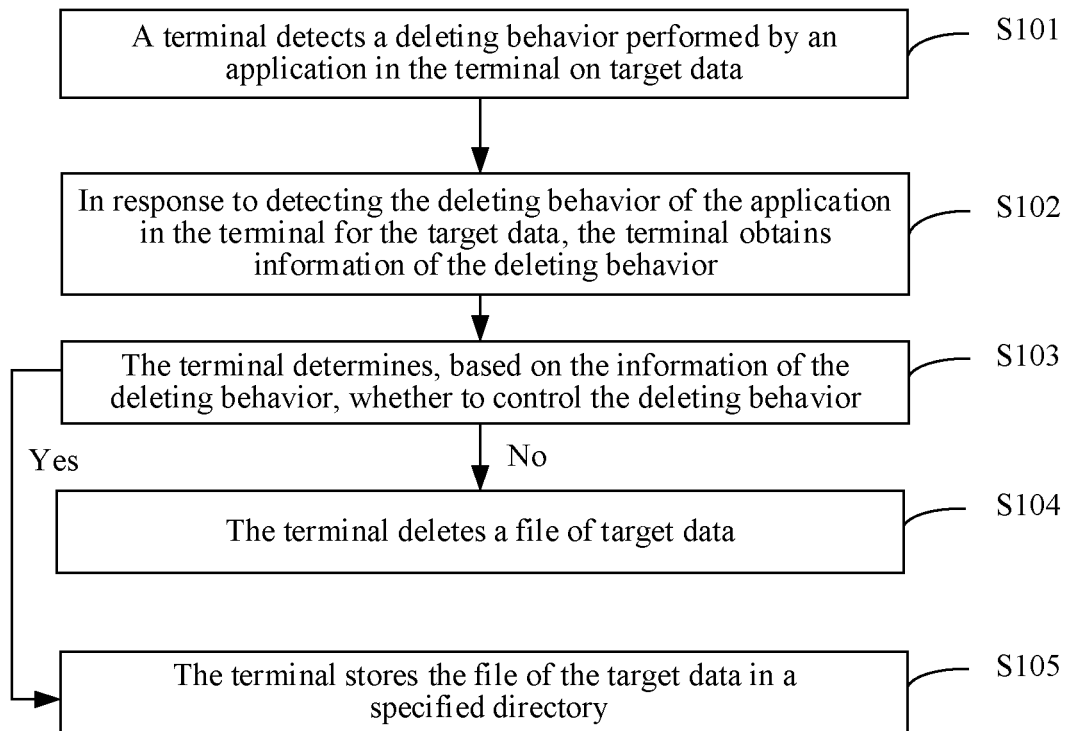 A terminal detects a deleting behavior performed by an
application in the terminal on target data
S101
In response to detecting the deleting behavior of the application
in the terminal for the target data, the terminal obtains
information of the deleting behavior
S102
The terminal determines, based on the information of the
deleting behavior, whether to control the deleting behavior
S103
Yes
No
The terminal deletes a file of target data
S104
The terminal stores the file of the target data in a
specified directory
S105